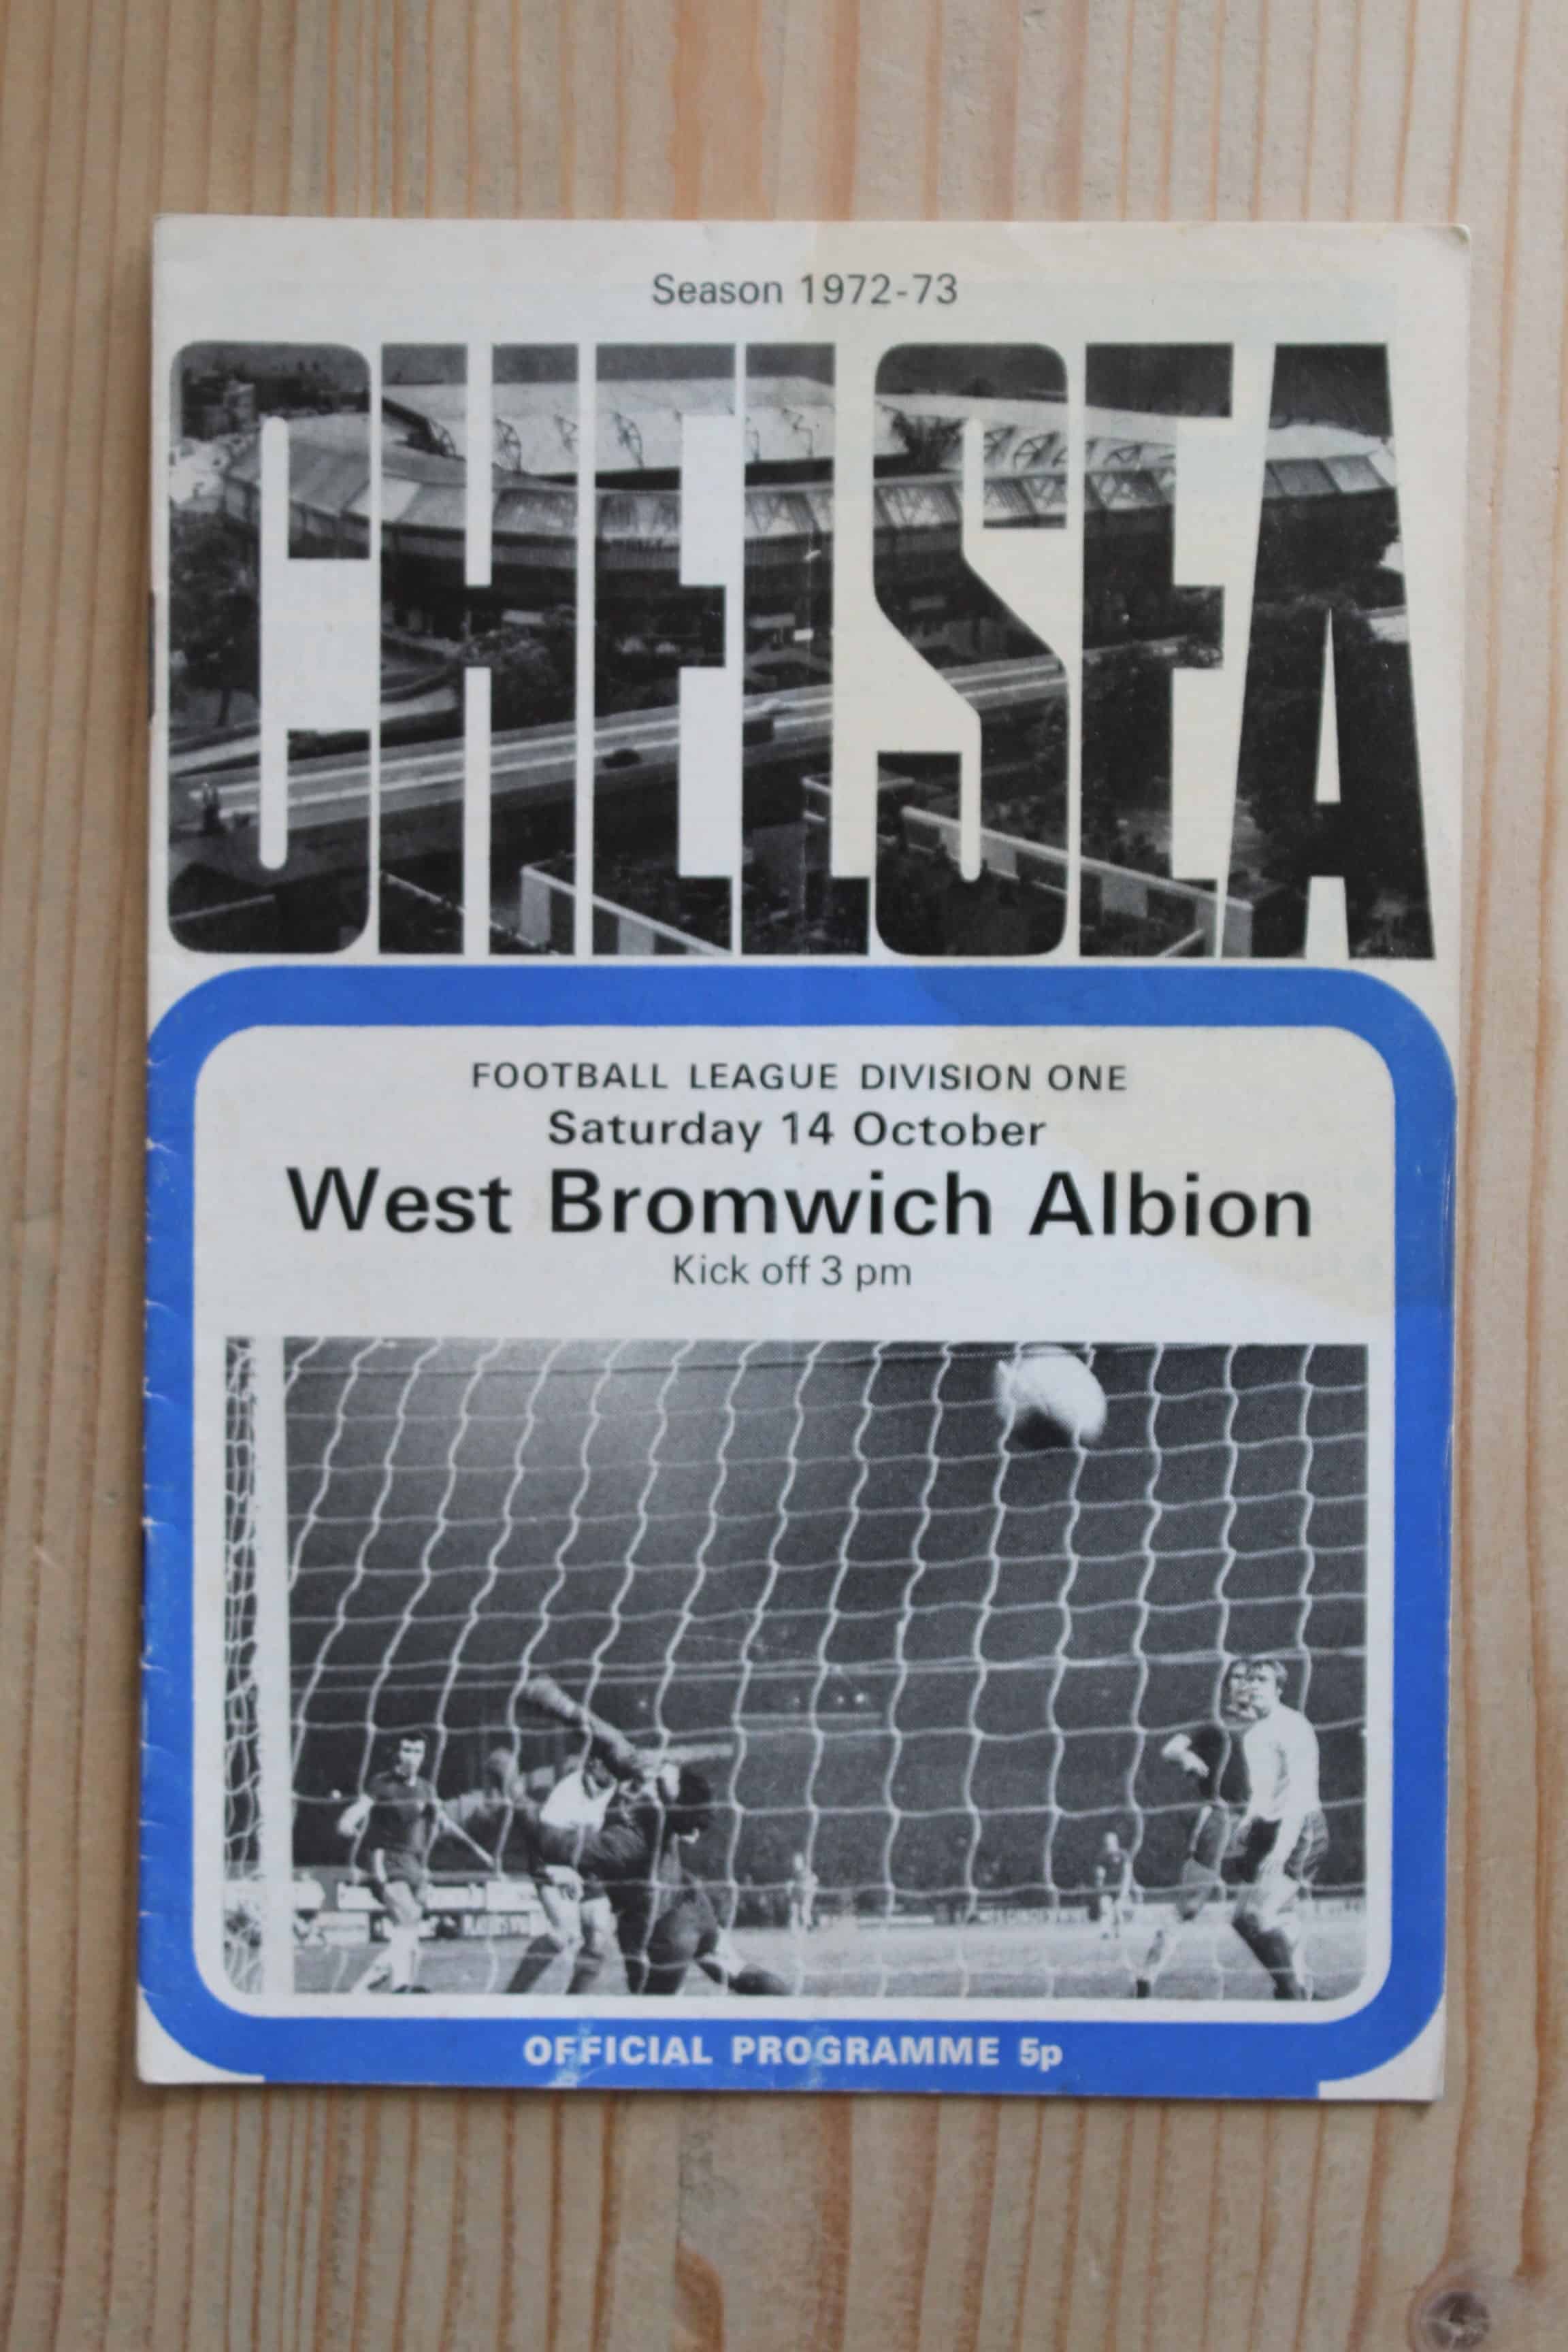 Season 1972-73
CHELSEA
FOOTBALL LEAGUE DIVISION ONE
Saturday 14 October
West Bromwich Albion
Kick off 3 pm
OFFICIAL PROGRAMME 5p